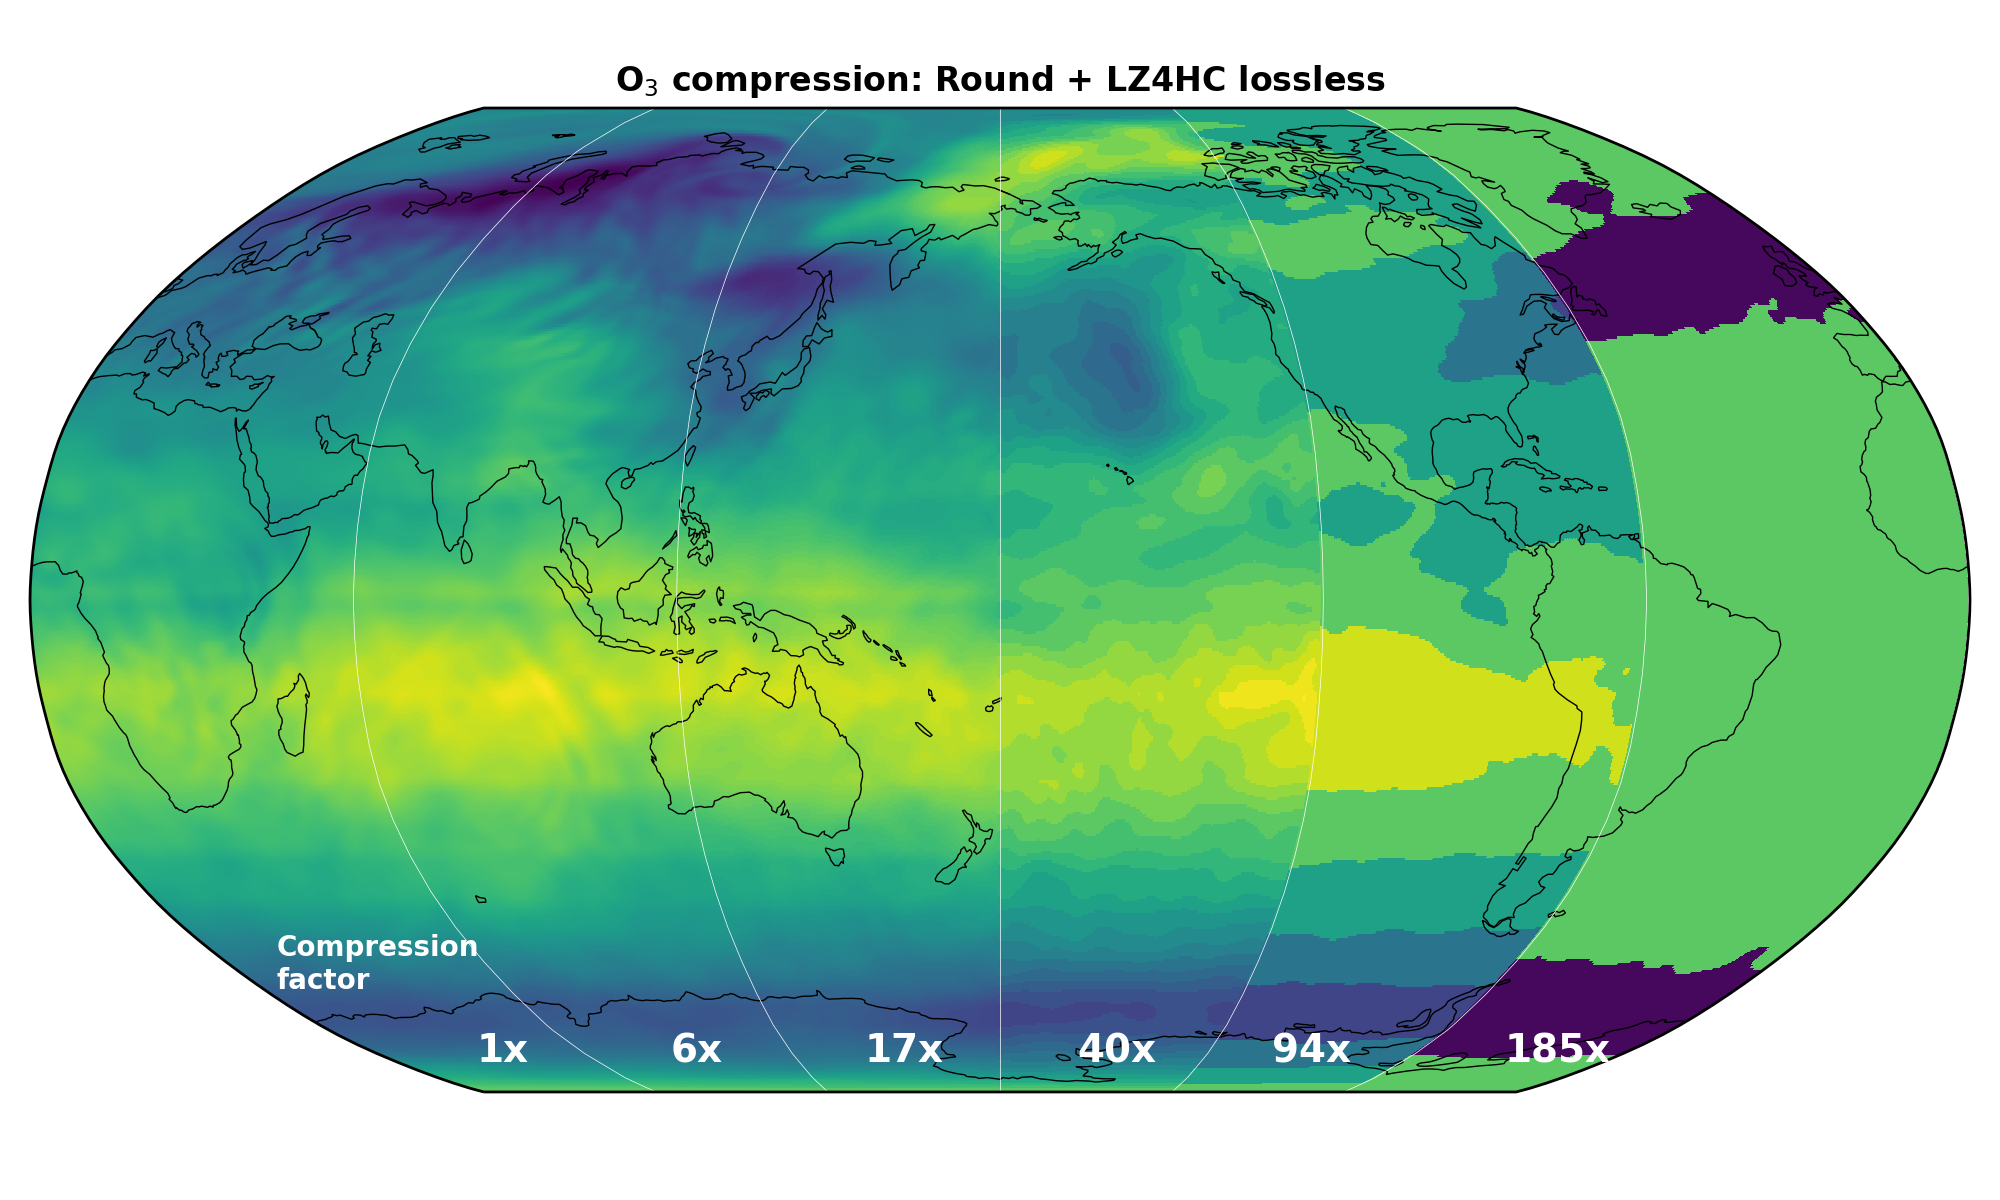 O₃ compression: Round + LZ4HC lossless
Compression
factor
1x 6x 17x 40x 94x 185x